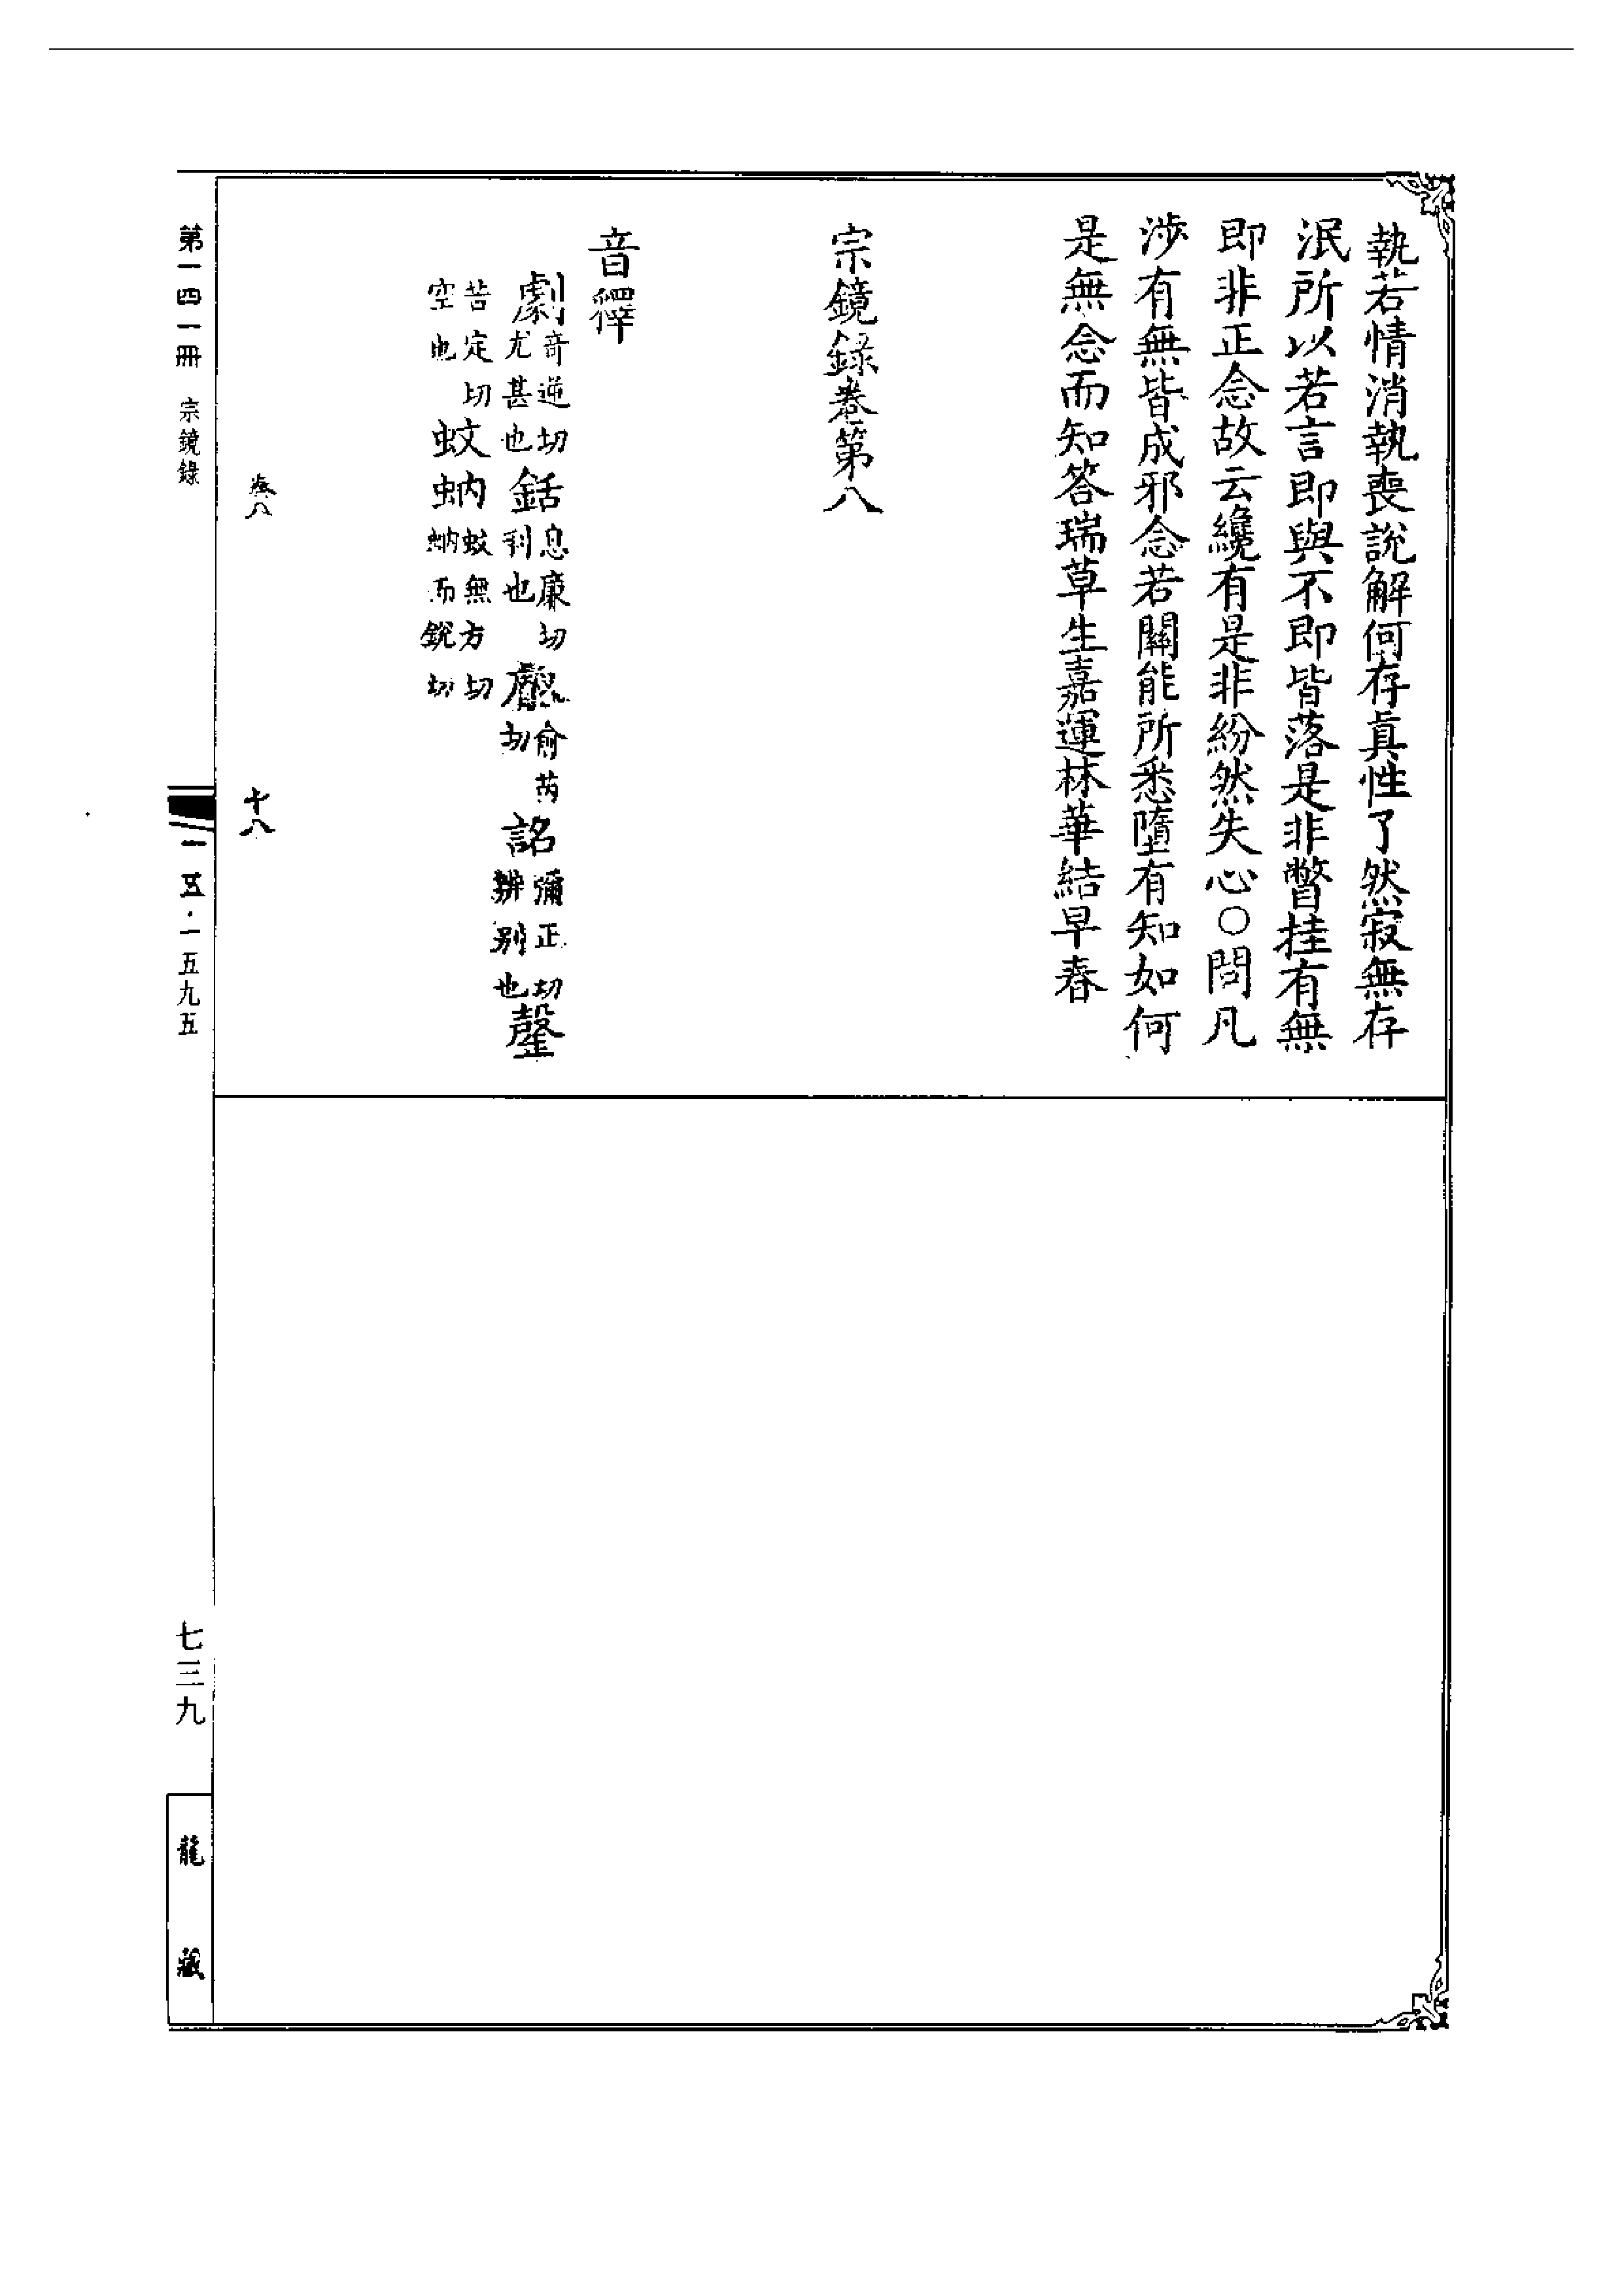 執若情消執喪說解何存眞性了然寂無存
泯所以若言即與不即皆落是非瞥挂有無
即非正念故云纔有是非紛然失心○問凡
涉有無皆成邪念若關能所悉墮有知如何
是無念而知答瑞草生嘉運林華結早春
宗鏡錄卷第八
音釋
劇奇逆切尤甚也銛息廉切利也叡俞芮切詺彌正切辨别也罄
苦定切空也蚊蚋蚊無方切蚋而銳切
卷八
十八
第一四一冊 宗鏡錄
一五·一五九五
七三九
龍藏